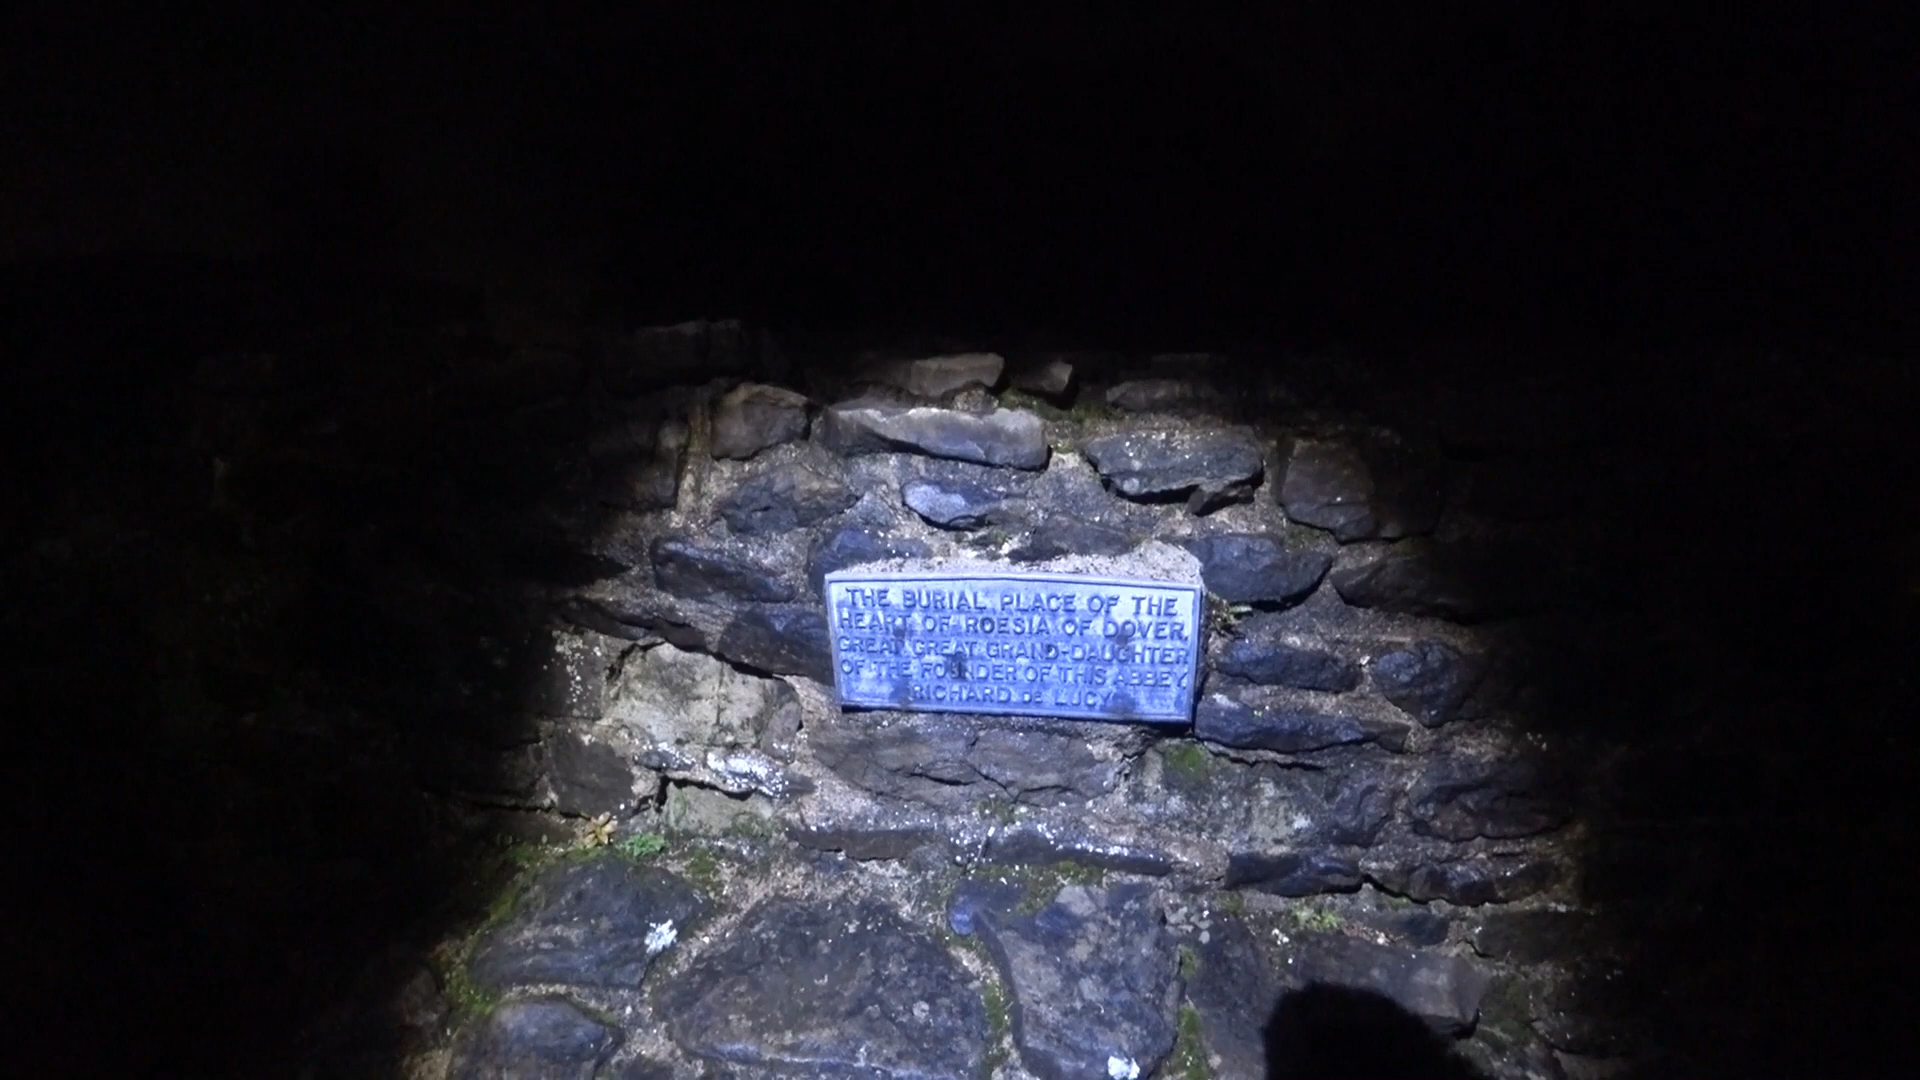 THE BURIAL PLACE OF THE
HEART OF ROESIA OF DOVER,
GREAT GREAT GRAND-DAUGHTER
OF THE FOUNDER OF THIS ABBEY,
RICHARD de LUCY